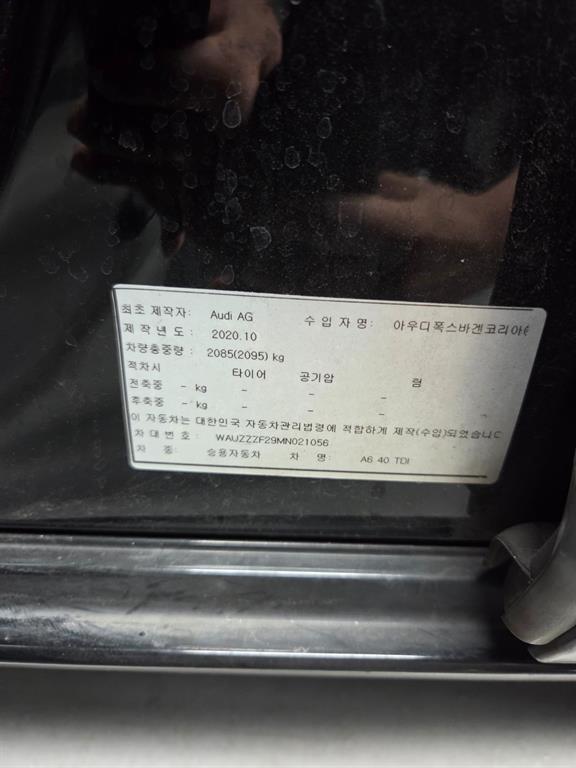 최초 제작자: Audi AG 수 입 자 명: 아우디폭스바겐코리아
제 작 년 도 : 2020.10
차량총중량 : 2085(2095) kg
적차시 타이어 공기압 림
전축중 - kg - - -
후축중 - kg - - -
이 자동차는 대한민국 자동차관리법령에 적합하게 제작(수입)되었습니
차 대 번 호 : WAUZZZF29MN021056
차 종: 승용자동차 차 명: A6 40 TDI